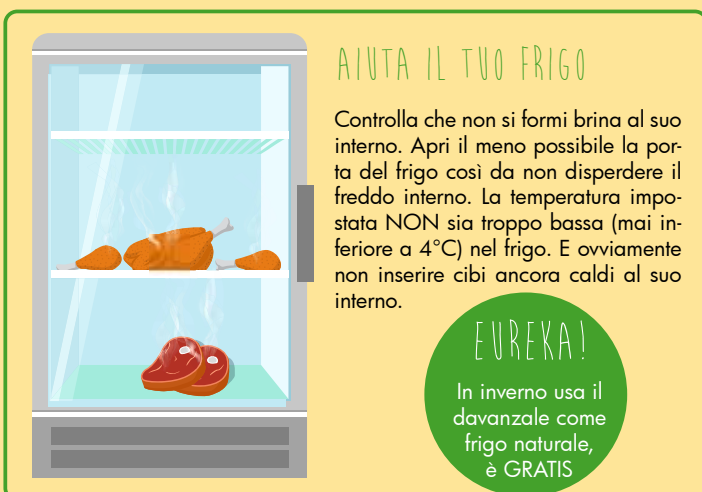 AIUTA IL TUO FRIGO
Controlla che non si formi brina al suo
interno. Apri il meno possibile la por-
ta del frigo così da non disperdere il
freddo interno. La temperatura impo-
stata NON sia troppo bassa (mai in-
feriore a 4°C) nel frigo. E ovviamente
non inserire cibi ancora caldi al suo
interno.
EUREKA!
In inverno usa il
davanzale come
frigo naturale,
è GRATIS